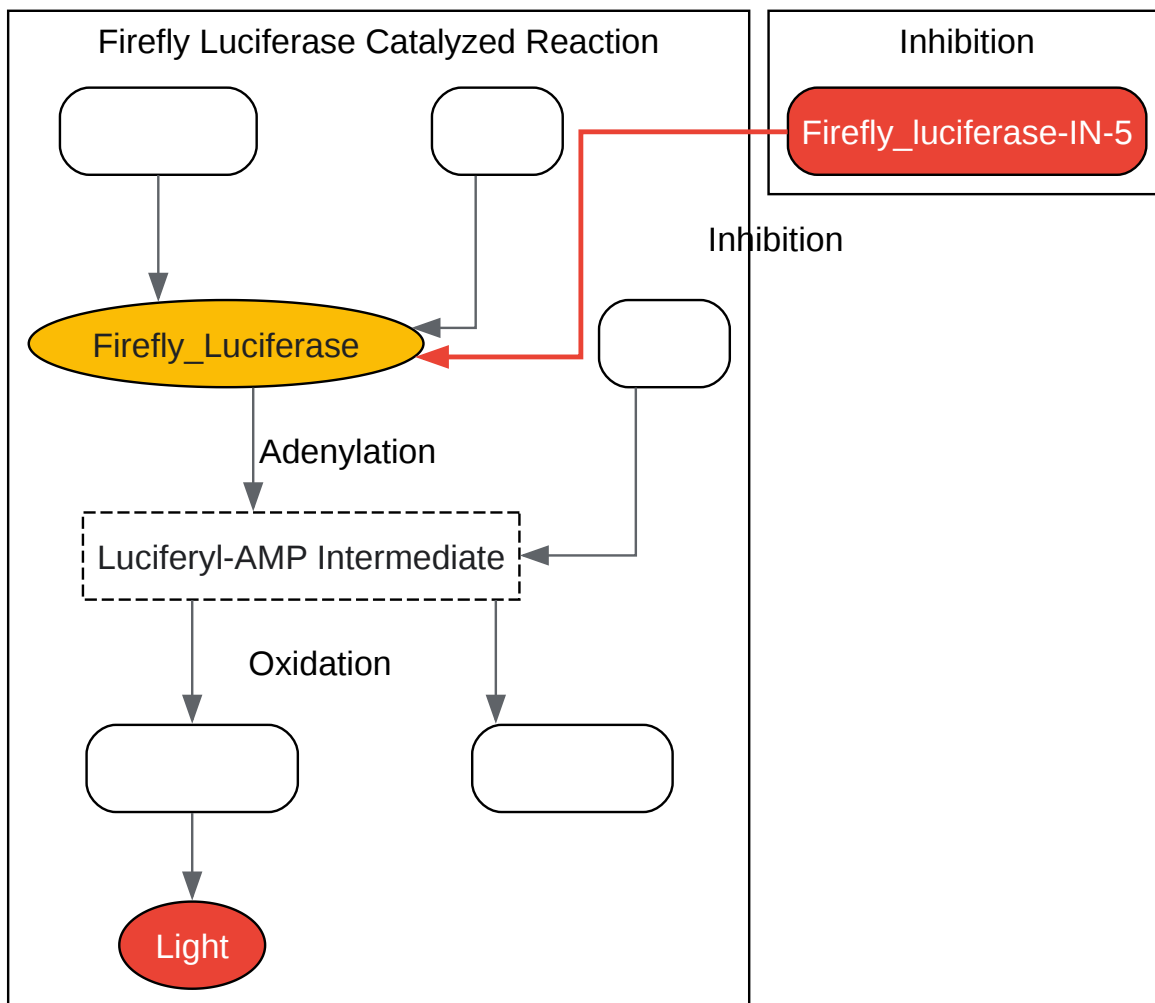 Firefly Luciferase Catalyzed Reaction
Inhibition
Firefly_luciferase-IN-5
Inhibition
Firefly_Luciferase
Adenylation
Luciferyl-AMP Intermediate
Oxidation
Light